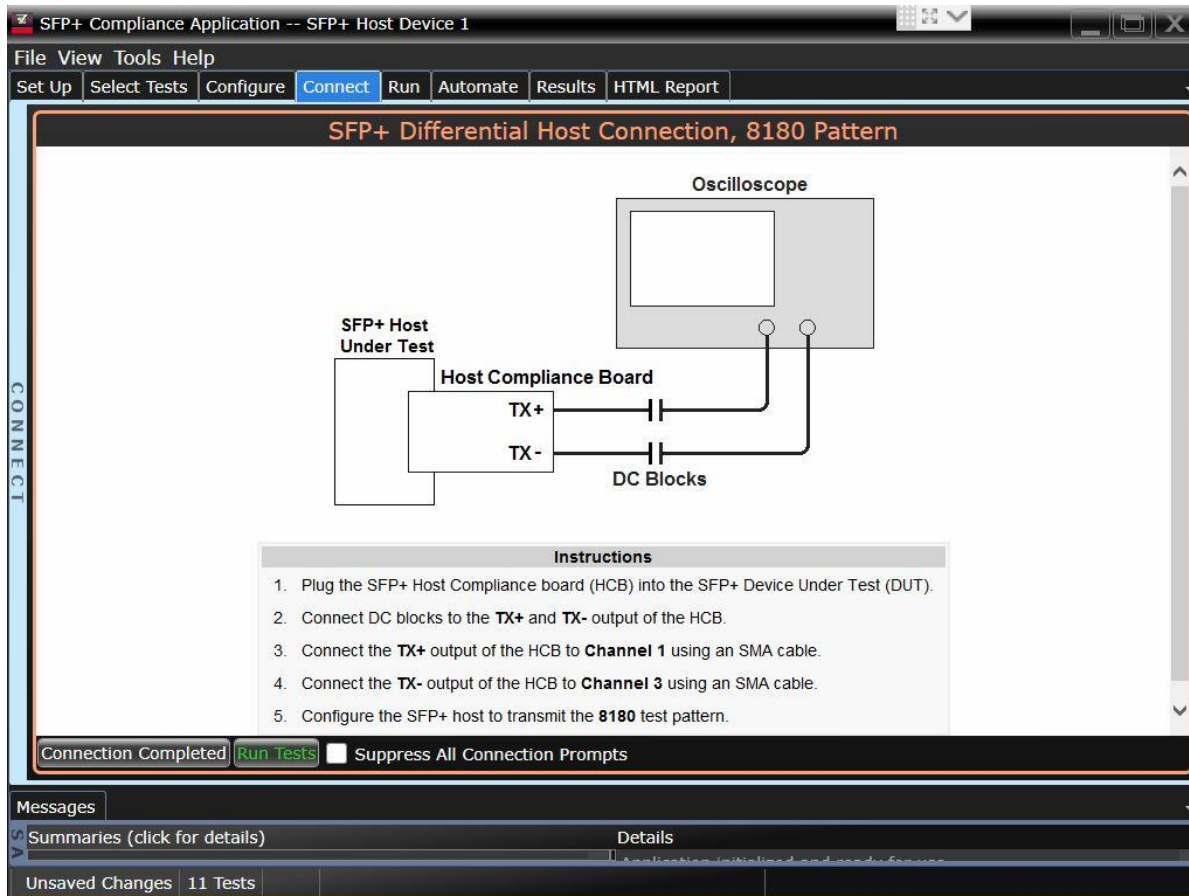 SFP+ Compliance Application -- SFP+ Host Device 1
File View Tools Help
Set Up Select Tests Configure Connect Run Automate Results HTML Report
SFP+ Differential Host Connection, 8180 Pattern
Oscilloscope
SFP+ Host
Under Test
Host Compliance Board
TX+
TX-
DC Blocks
CONNECT
Instructions
1. Plug the SFP+ Host Compliance board (HCB) into the SFP+ Device Under Test (DUT).
2. Connect DC blocks to the TX+ and TX- output of the HCB.
3. Connect the TX+ output of the HCB to Channel 1 using an SMA cable.
4. Connect the TX- output of the HCB to Channel 3 using an SMA cable.
5. Configure the SFP+ host to transmit the 8180 test pattern.
Connection Completed Run Tests Suppress All Connection Prompts
Messages
Summaries (click for details) Details
Application initialized and ready for use.
Unsaved Changes 11 Tests